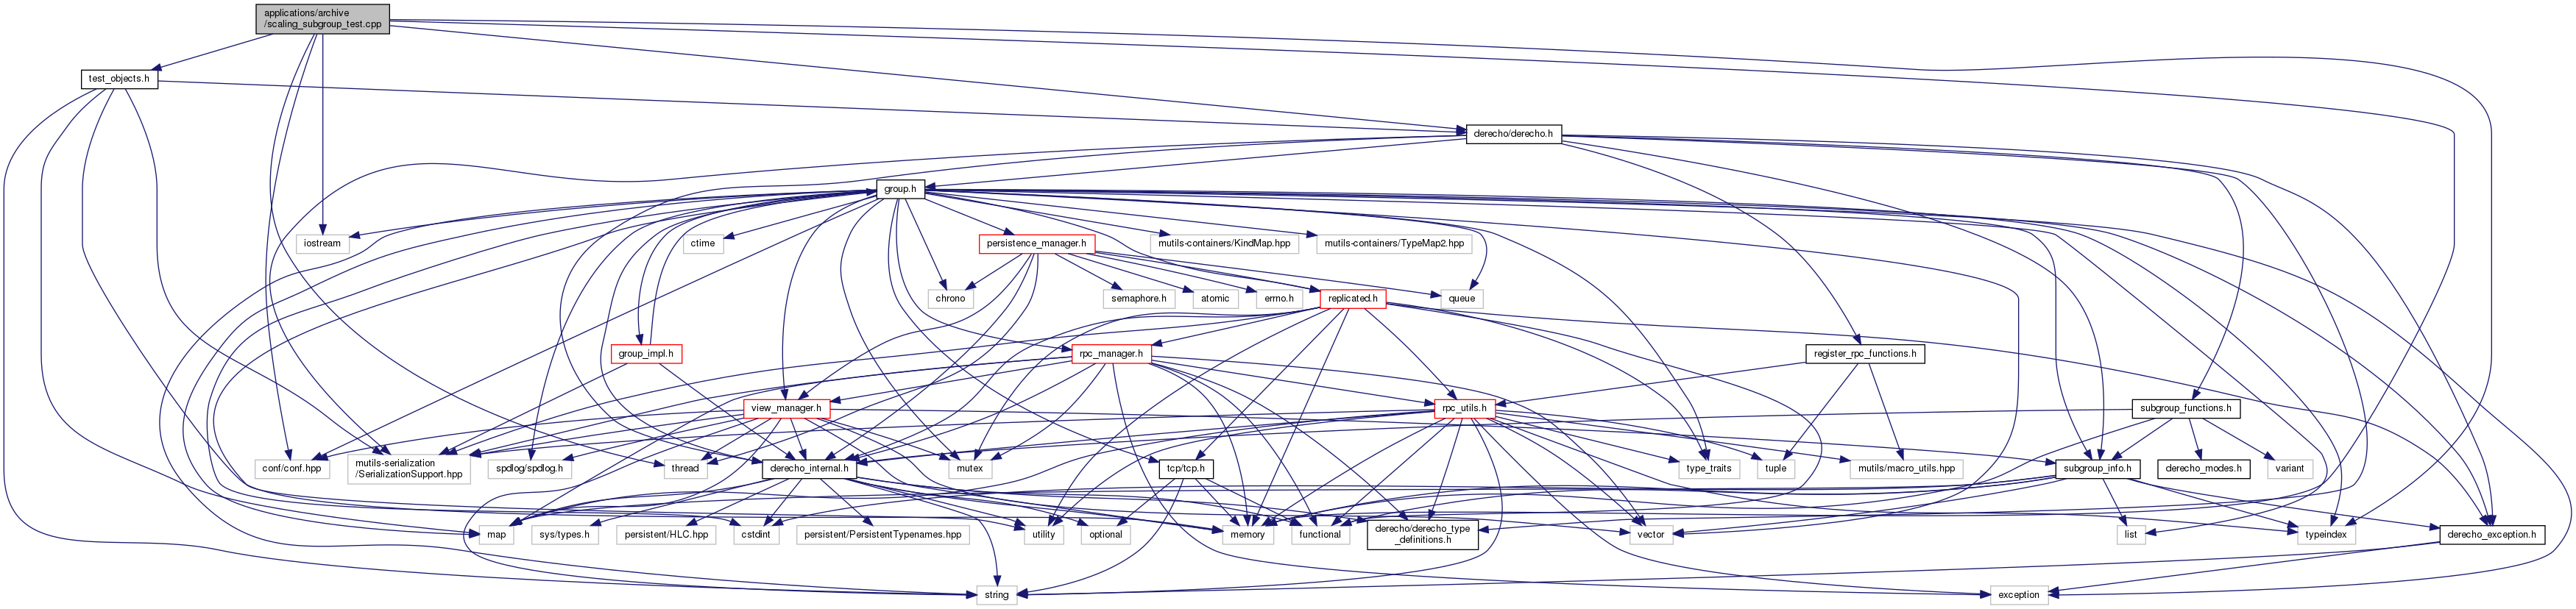 applications/archive
/scaling_subgroup_test.cpp
test_objects.h
derecho/derecho.h
group.h
iostream
ctime
persistence_manager.h
mutils-containers/KindMap.hpp
mutils-containers/TypeMap2.hpp
chrono
semaphore.h
atomic
errno.h
replicated.h
queue
group_impl.h
rpc_manager.h
register_rpc_functions.h
view_manager.h
rpc_utils.h
subgroup_functions.h
conf/conf.hpp
mutils-serialization
/SerializationSupport.hpp
spdlog/spdlog.h
thread
derecho_internal.h
mutex
tcp/tcp.h
type_traits
tuple
mutils/macro_utils.hpp
subgroup_info.h
derecho_modes.h
variant
map
sys/types.h
persistent/HLC.hpp
cstdint
persistent/PersistentTypenames.hpp
utility
optional
memory
functional
derecho/derecho_type
_definitions.h
vector
list
typeindex
derecho_exception.h
string
exception